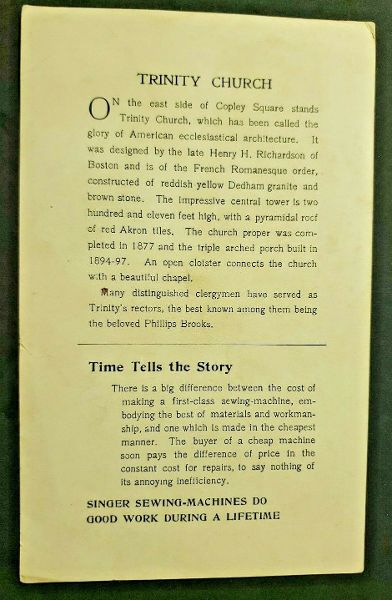 TRINITY CHURCH
ON the east side of Copley Square stands
Trinity Church, which has been called the
glory of American ecclesiastical architecture. It
was designed by the late Henry H. Richardson of
Boston and is of the French Romanesque order,
constructed of reddish yellow Dedham granite and
brown stone. The impressive central tower is two
hundred and eleven feet high, with a pyramidal roof
of red Akron tiles. The church proper was com-
pleted in 1877 and the triple arched porch built in
1894-97. An open cloister connects the church
with a beautiful chapel.
Many distinguished clergymen have served as
Trinity's rectors, the best known among them being
the beloved Phillips Brooks.
Time Tells the Story
There is a big difference between the cost of
making a first-class sewing-machine, em-
bodying the best of materials and workman-
ship, and one which is made in the cheapest
manner. The buyer of a cheap machine
soon pays the difference of price in the
constant cost for repairs, to say nothing of
its annoying inefficiency.
SINGER SEWING-MACHINES DO
GOOD WORK DURING A LIFETIME